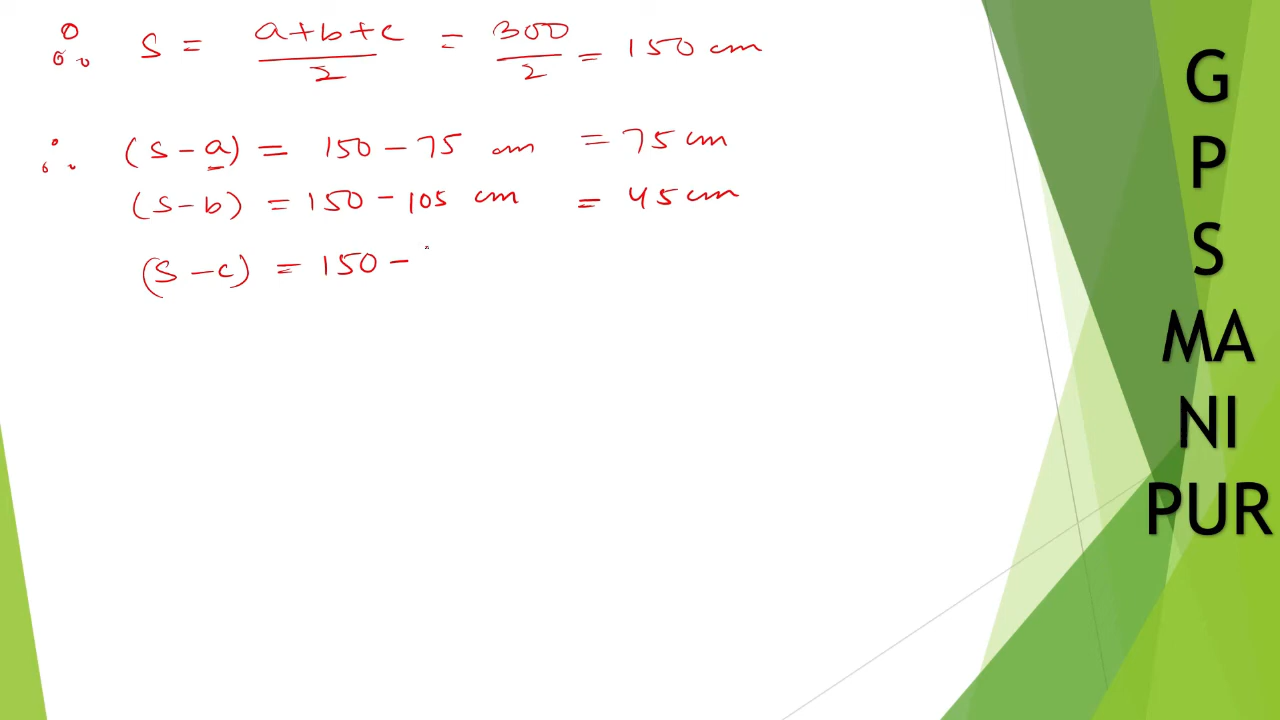 ∴ S = a+b+c/2 = 300/2 = 150 cm
∴ (S - a) = 150 - 75 cm = 75 cm
(S - b) = 150 - 105 cm = 45 cm
(S - c) = 150 -
G
P
S
MA
NI
PUR